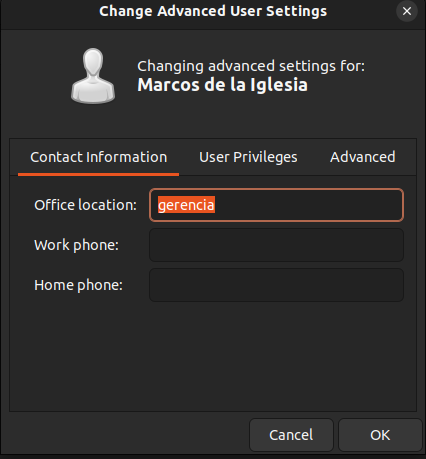 Change Advanced User Settings
Changing advanced settings for:
Marcos de la Iglesia
Contact Information User Privileges Advanced
Office location: gerencia
Work phone:
Home phone:
Cancel OK